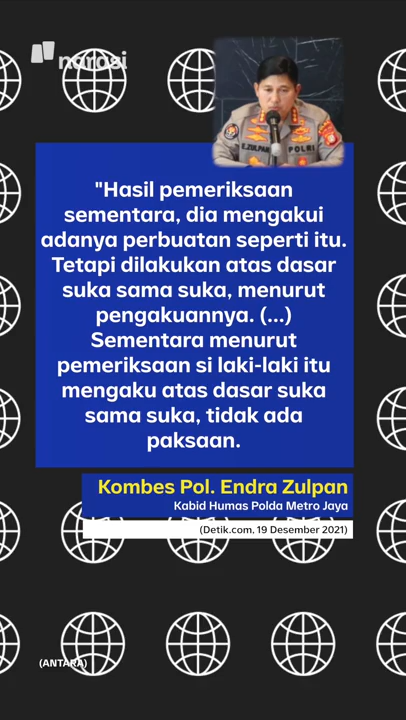 narasi
E.ZULPAN
POLRI
"Hasil pemeriksaan
sementara, dia mengakui
adanya perbuatan seperti itu.
Tetapi dilakukan atas dasar
suka sama suka, menurut
pengakuannya. (...)
Sementara menurut
pemeriksaan si laki-laki itu
mengaku atas dasar suka
sama suka, tidak ada
paksaan.
Kombes Pol. Endra Zulpan
Kabid Humas Polda Metro Jaya
(Detik.com, 19 Desember 2021)
(ANTARA)